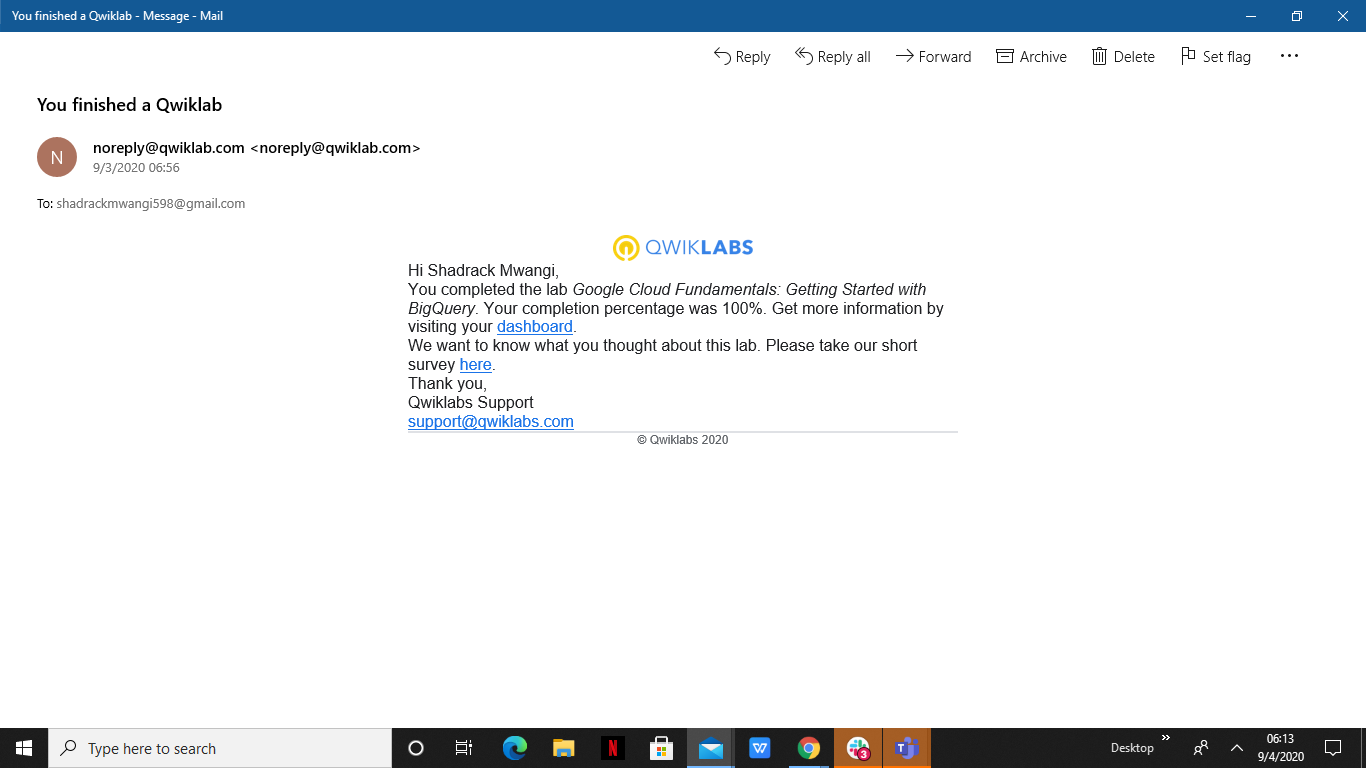 You finished a Qwiklab - Message - Mail
Reply
Reply all
Forward
Archive
Delete
Set flag
You finished a Qwiklab
N
noreply@qwiklab.com <noreply@qwiklab.com>
9/3/2020 06:56
To: shadrackmwangi598@gmail.com
QWIKLABS
Hi Shadrack Mwangi,
You completed the lab Google Cloud Fundamentals: Getting Started with
BigQuery. Your completion percentage was 100%. Get more information by
visiting your dashboard.
We want to know what you thought about this lab. Please take our short
survey here.
Thank you,
Qwiklabs Support
support@qwiklabs.com
© Qwiklabs 2020
Type here to search
N
W
3
T
Desktop
06:13
9/4/2020